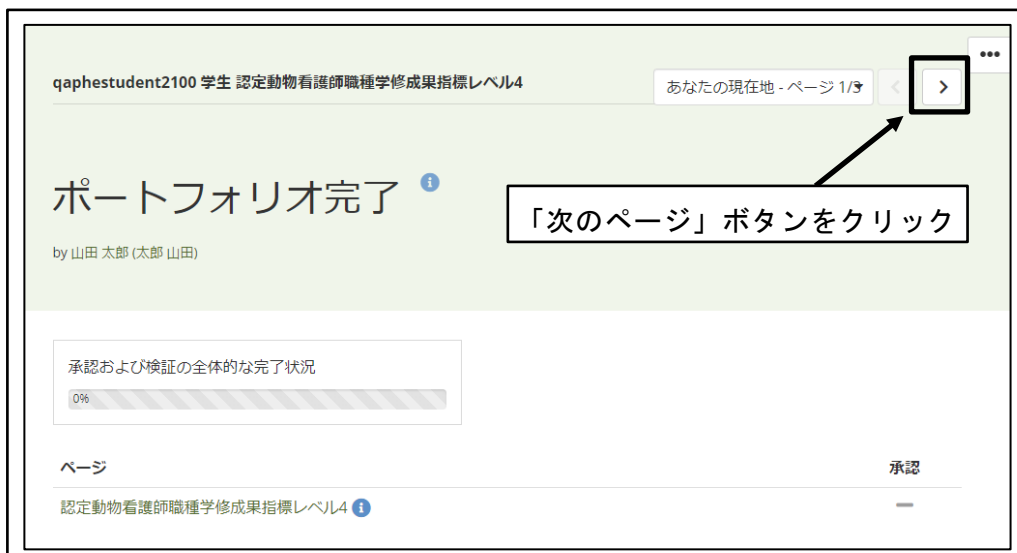 •••
qaphestudent2100 学生 認定動物看護師職種学修成果指標レベル4
あなたの現在地 - ページ 1/3
ポートフォリオ完了
「次のページ」ボタンをクリック
by 山田 太郎 (太郎 山田)
承認および検証の全体的な完了状況
0%
ページ 承認
認定動物看護師職種学修成果指標レベル4